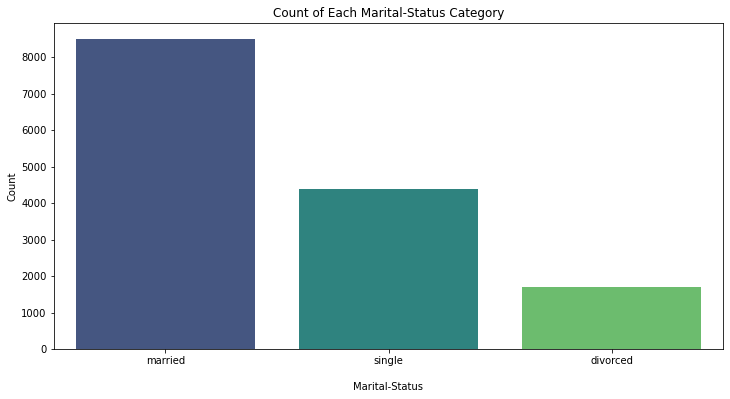 Count of Each Marital-Status Category
8000
7000
6000
5000
4000
3000
2000
1000
0
Count
married single divorced
Marital-Status